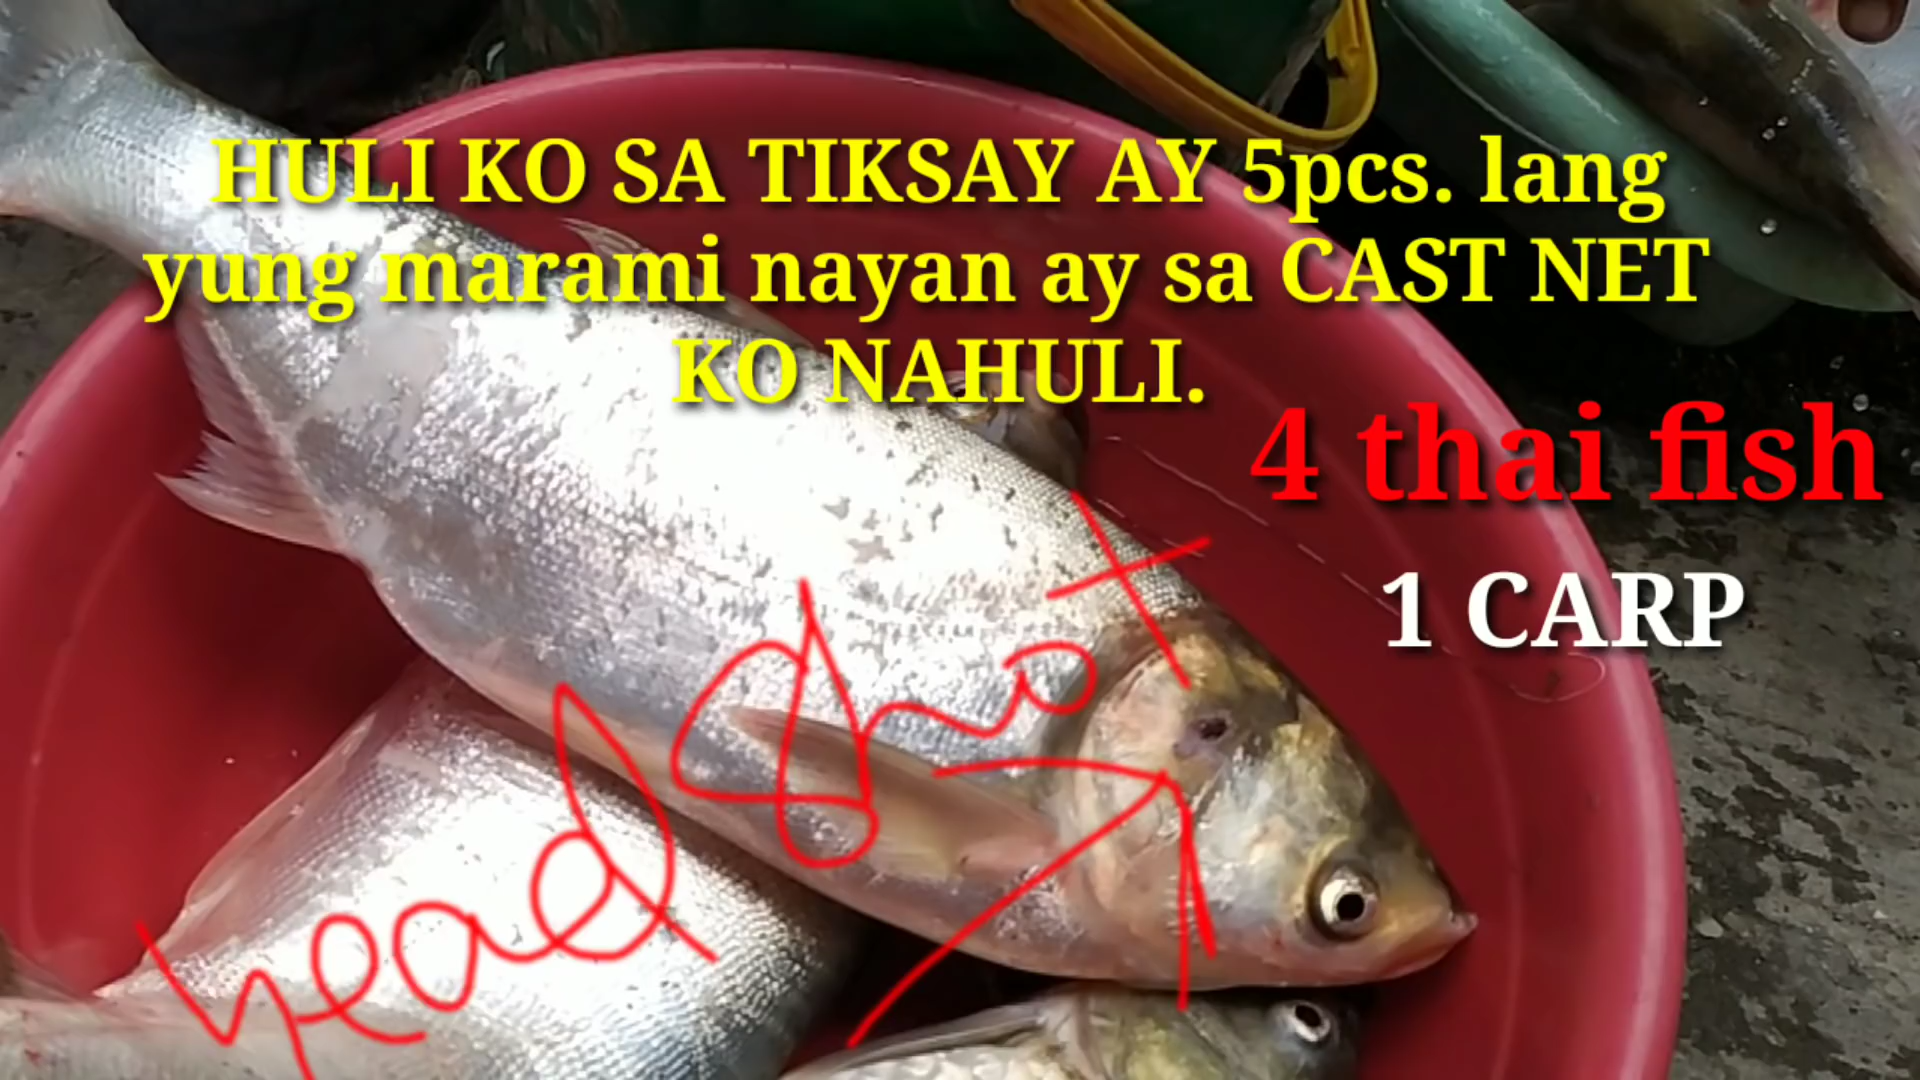 HULI KO SA TIKSAY AY 5pcs. lang
yung marami nayan ay sa CAST NET
KO NAHULI.
4 thai fish
1 CARP
head shot